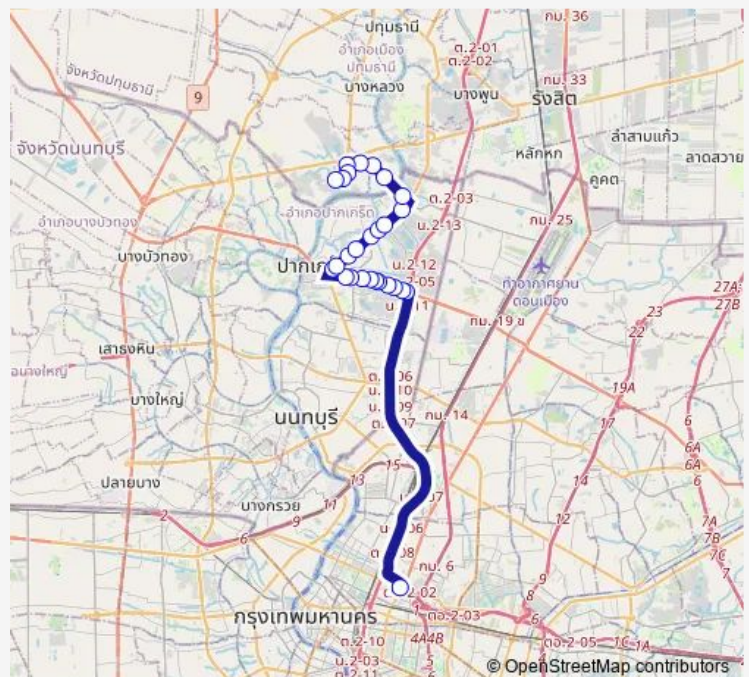 ปทุมธานี
กม. 36
ต.2-01
ต.2-02
อำเภอเมือง
ปทุมธานี
จังหวัดปทุมธานี
บางหลวง
บางพูน
รังสิต
กม. 33
9
จังหวัดนนทบุรี
หลักหก
ลำสามแก้ว
ลาดสวาย
คูคต
ต.2-03
อำเภอปากเกร็ด
กม. 25
อำเภอบางบัวทอง
น.2-13
บางบัวทอง
น.2-12
ท่าอากาศยาน
ดอนเมือง
27A
27B
กม. 19 ข
23
22
เสาธงหิน
บางใหญ่
19A
นนทบุรี
กม. 14
17
6
6A
6A
6B
ปลายบาง
13
15
14
บางกรวย
11
9
2
6
12
7A
7B
7C
กม. 6
9
8
กรุงเทพมหานคร
1
6
ตอ.2-03
ต.2-10
4A4B
ตอ.2-05
1C
1A
น.2-03
ต.2-11
5
6
© OpenStreetMap contributors